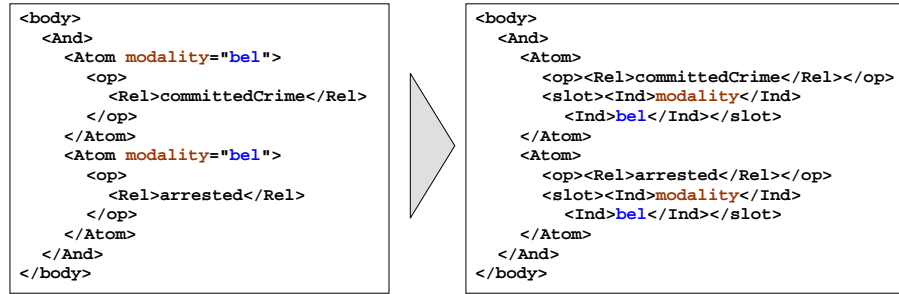 <body>
  <And>
    <Atom modality="bel">
      <op>
        <Rel>committedCrime</Rel>
      </op>
    </Atom>
    <Atom modality="bel">
      <op>
        <Rel>arrested</Rel>
      </op>
    </Atom>
  </And>
</body>
<body>
  <And>
    <Atom>
      <op><Rel>committedCrime</Rel></op>
      <slot><Ind>modality</Ind>
        <Ind>bel</Ind></slot>
    </Atom>
    <Atom>
      <op><Rel>arrested</Rel></op>
      <slot><Ind>modality</Ind>
        <Ind>bel</Ind></slot>
    </Atom>
  </And>
</body>